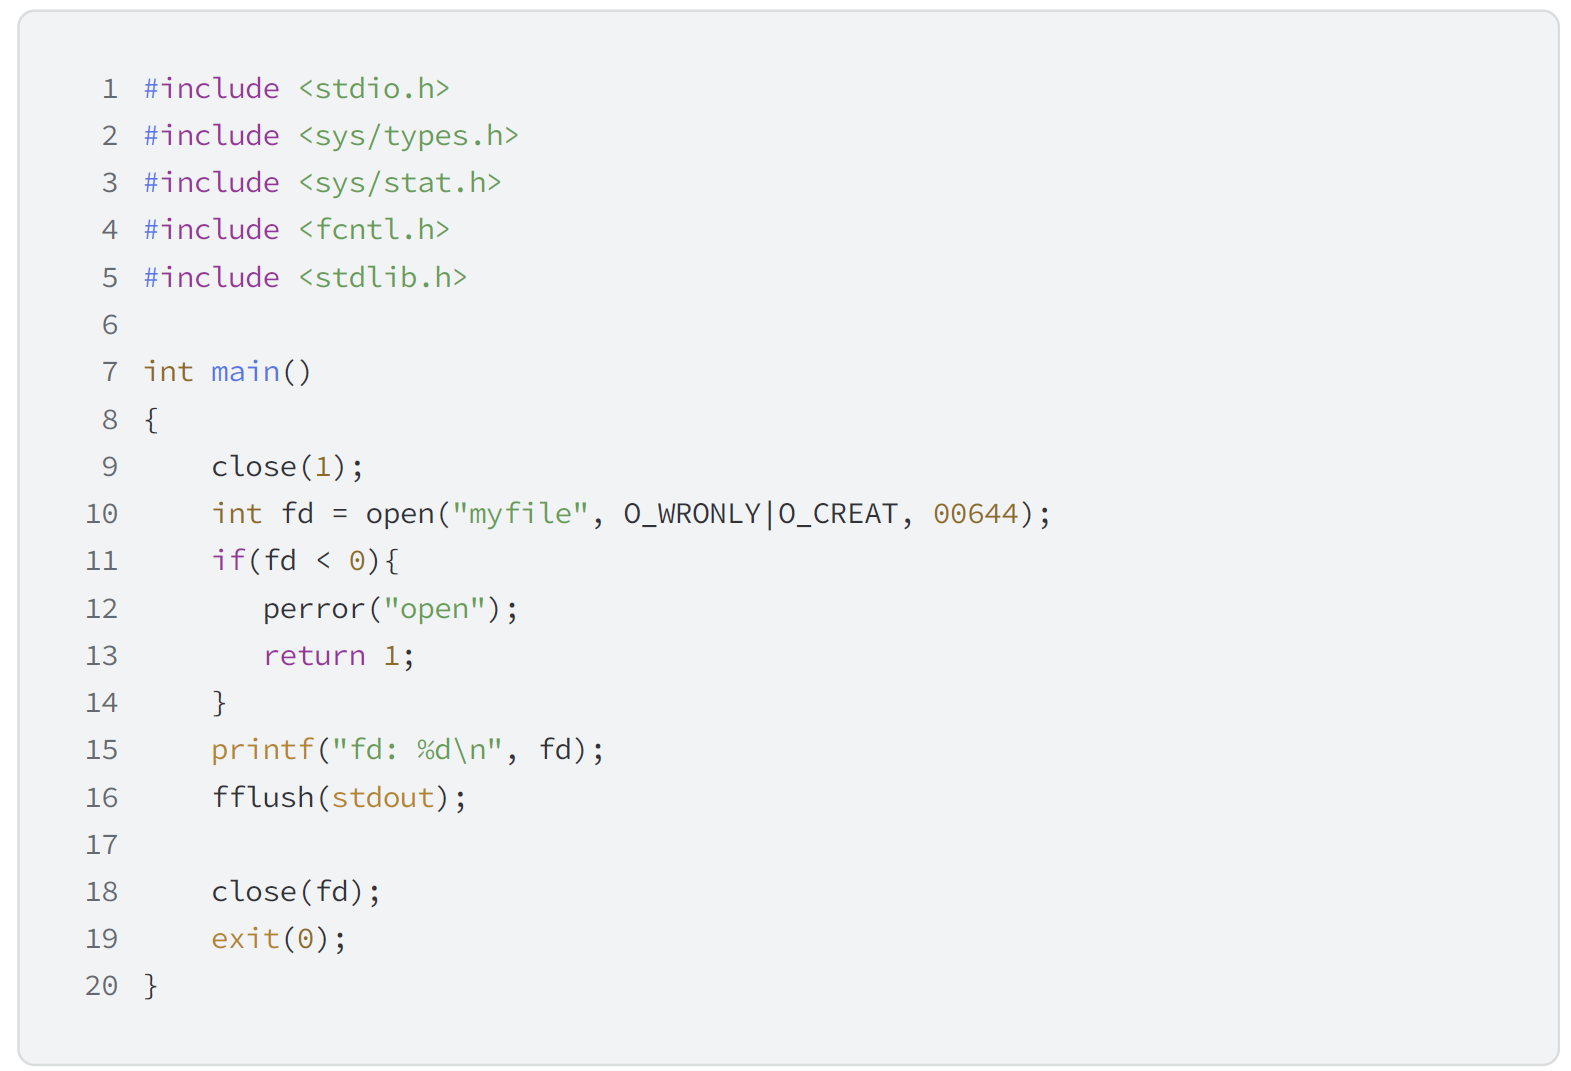 1 #include <stdio.h>
2 #include <sys/types.h>
3 #include <sys/stat.h>
4 #include <fcntl.h>
5 #include <stdlib.h>
6
7 int main()
8 {
9     close(1);
10     int fd = open("myfile", O_WRONLY|O_CREAT, 00644);
11     if(fd < 0){
12        perror("open");
13        return 1;
14     }
15     printf("fd: %d\n", fd);
16     fflush(stdout);
17
18     close(fd);
19     exit(0);
20 }